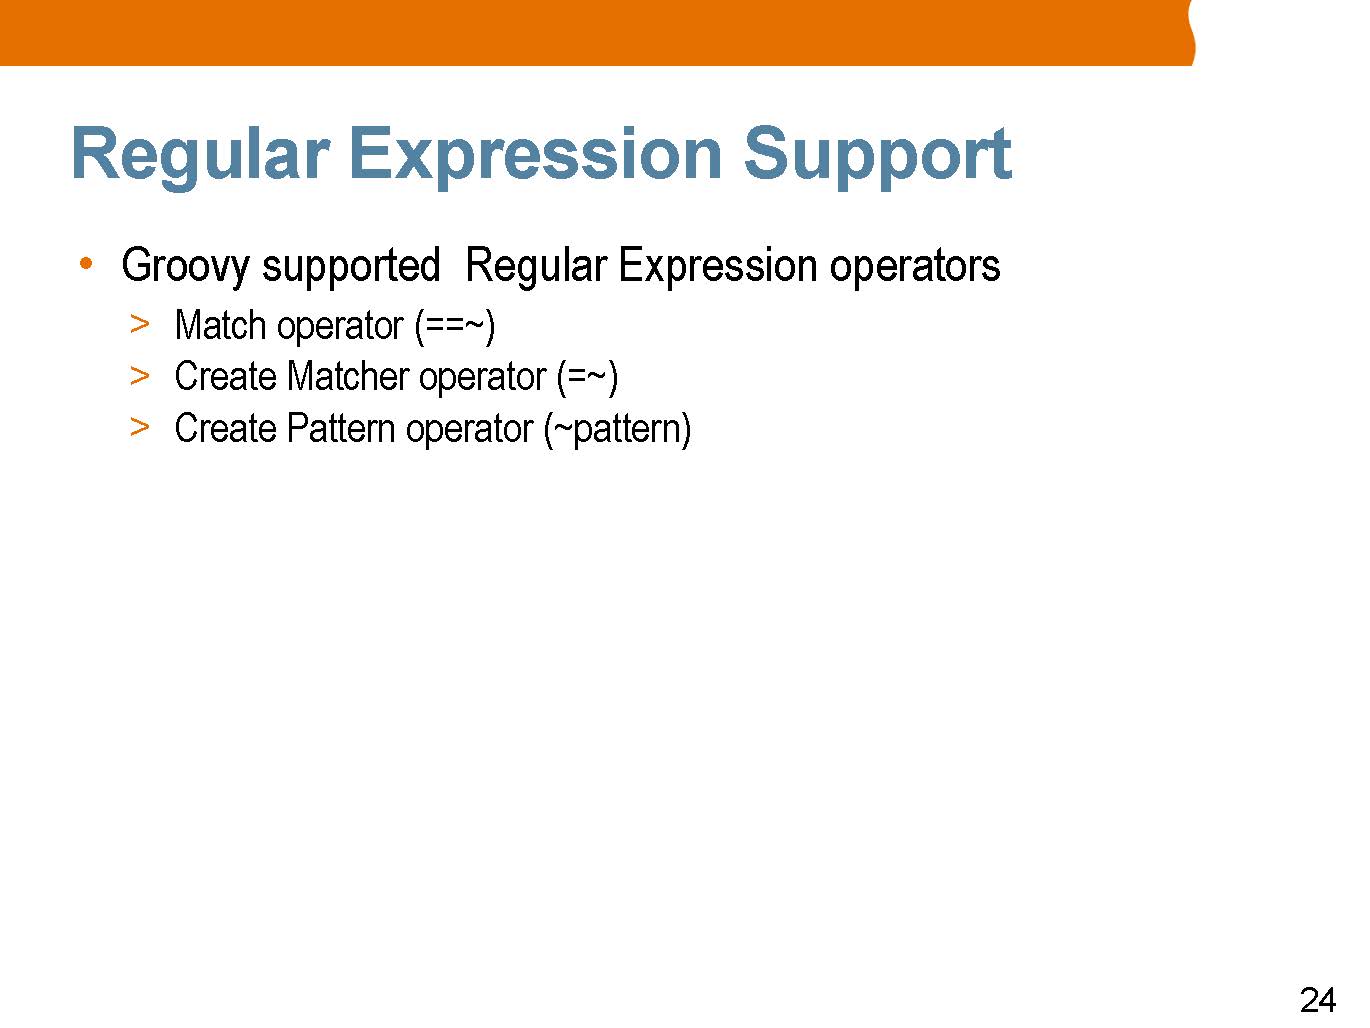 Regular Expression Support
• Groovy supported  Regular Expression operators
> Match operator (==~)
> Create Matcher operator (=~)
> Create Pattern operator (~pattern)
24